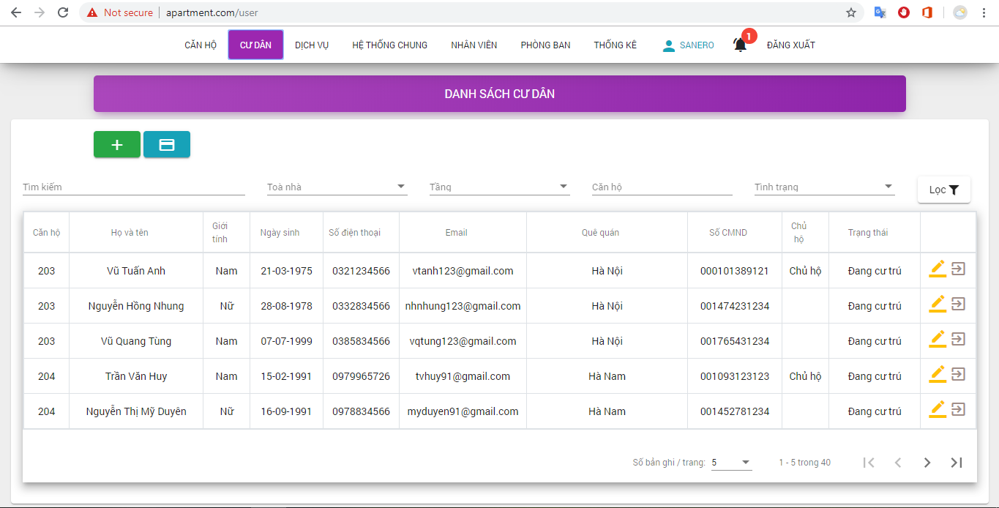 Not secure apartment.com/user
CĂN HỘ CƯ DÂN DỊCH VỤ HỆ THỐNG CHUNG NHÂN VIÊN PHÒNG BAN THỐNG KÊ SANERO 1 ĐĂNG XUẤT
DANH SÁCH CƯ DÂN
Tìm kiếm Toà nhà Tầng Căn hộ Tình trạng Lọc
Căn hộ Họ và tên Giới tính Ngày sinh Số điện thoại Email Quê quán Số CMND Chủ hộ Trạng thái
203 Vũ Tuấn Anh Nam 21-03-1975 0321234566 vtanh123@gmail.com Hà Nội 000101389121 Chủ hộ Đang cư trú
203 Nguyễn Hồng Nhung Nữ 28-08-1978 0332834566 nhnhung123@gmail.com Hà Nội 001474231234 Đang cư trú
203 Vũ Quang Tùng Nam 07-07-1999 0385834566 vqtung123@gmail.com Hà Nội 001765431234 Đang cư trú
204 Trần Văn Huy Nam 15-02-1991 0979965726 tvhuy91@gmail.com Hà Nam 001093123123 Chủ hộ Đang cư trú
204 Nguyễn Thị Mỹ Duyên Nữ 16-09-1991 0978834566 myduyen91@gmail.com Hà Nam 001452781234 Đang cư trú
Số bản ghi / trang: 5 1 - 5 trong 40